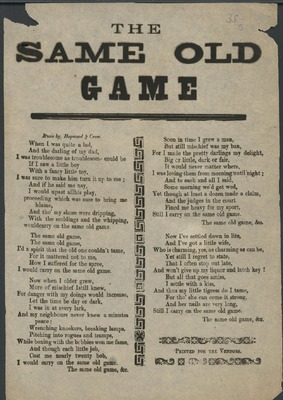 THE
SAME OLD
GAME
When I was quite a lad,
And the darling of my dad,
I was troublesome as troublesome could be
If I saw a little boy
With a fancy little toy,
I was sure to make him turn it up to me;
And if he said me nay,
I would upset all his play,
proceeding which was sure to bring me
blame,
And tho' my shoes were dripping,
With the scoldings and the whipping,
would carry on the same old game
The same old game,
The same old game,
I'd a spirit that the old one couldn't tame,
For it mattered not to me,
How I suffered for the spree,
I would carry on the same old game.
Now when I older grew,
More of mischief brill I knew,
For danger with my doings would increase,
Let the time be day or dark,
I was in at every lark,
And my neighbours never knew a minutes
peace:
Wrenching knockers, breaking lamps,
Pitching into rogues and tramps,
While boxing with the bobbies won me fame,
And though each little job,
Cost me nearly twenty bob,
I would carry on the same old game.
The same old game, &c.
Soon in time I grew a man,
But still mischief was my ban,
For I made the pretty darlings my delight,
Big or little, dark or fair,
It would never matter where,
I was loving them from morning until night;
And to each and all I said,
Some morning we'd get wed,
Yet though at least a dozen made a claim,
And the judges in the court
Fined me heavy for my sport,
Still I carry on the same old game.
The same old game, &c.
Now I've settled down in life,
And I've got a little wife,
Who is charming, yes, as charming as can be,
Yet still I regret to state,
That I often stop out late,
And won't give up my liquor and latch key!
But all that goes amiss,
I settle with a kiss,
And thus my little tigress do I tame,
For tho' she can come it strong,
And her nails are very long,
Still I carry on the same old game.
The same old game, &c.
PRINTED FOR THE VENDORS.